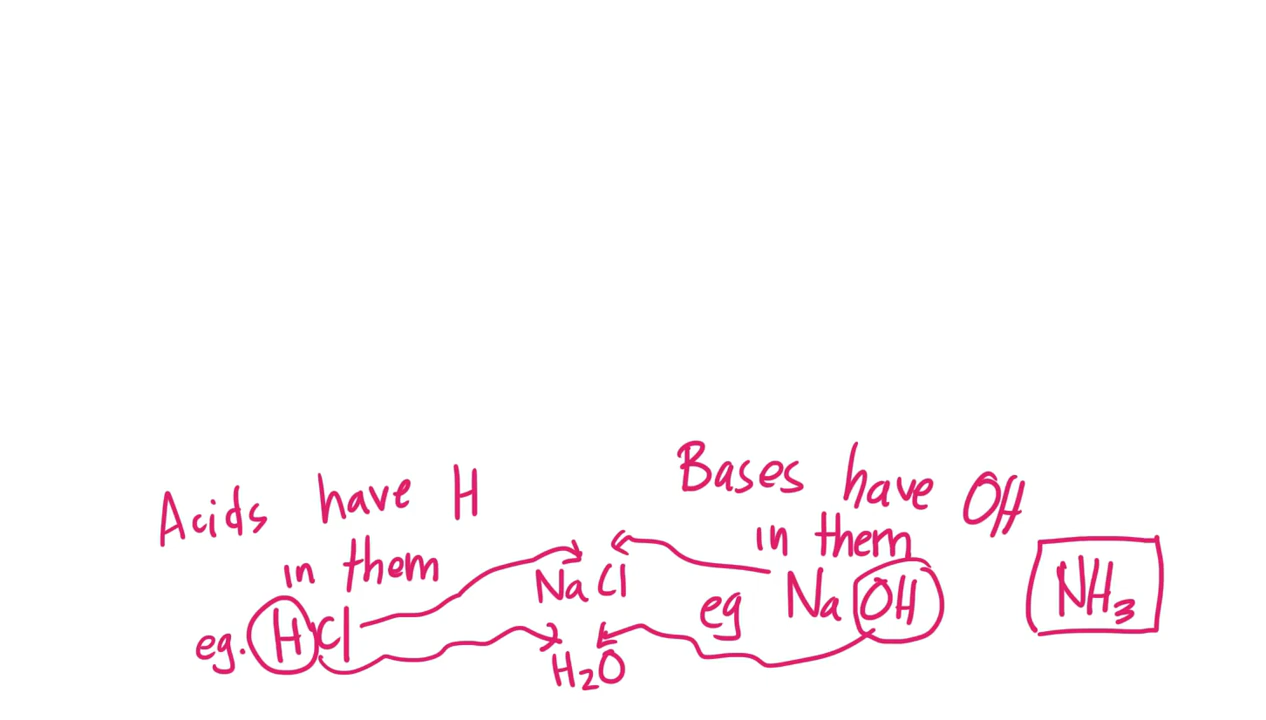 Acids have H
in them
eg. HCl
NaCl
H₂O
Bases have OH
in them
eg NaOH
NH₃